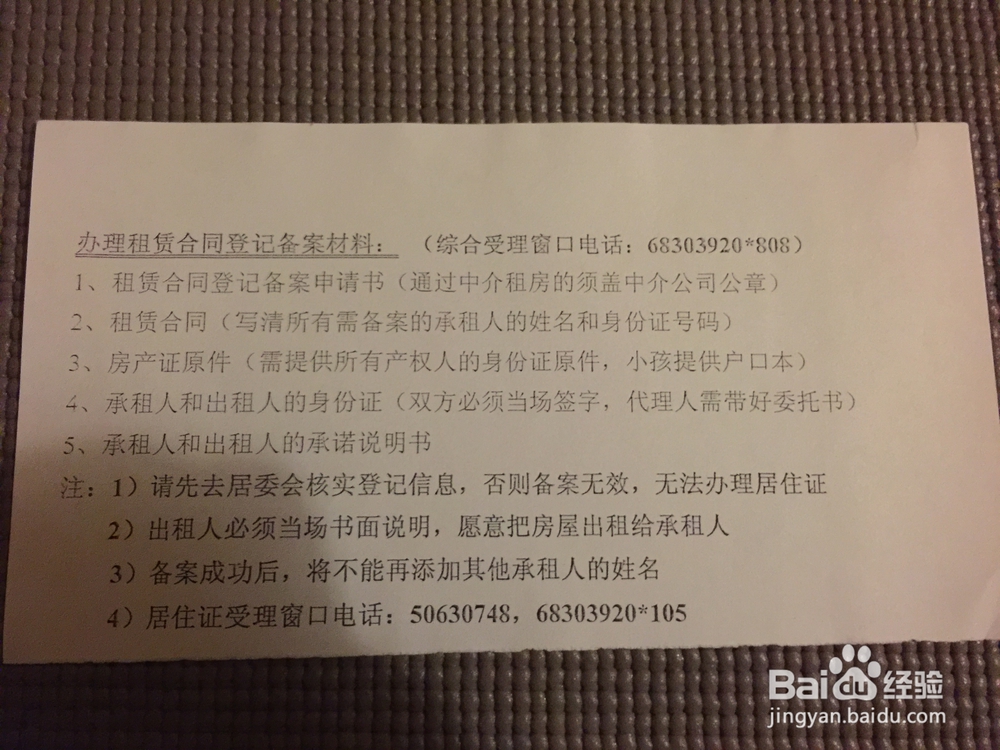 办理租赁合同登记备案材料： （综合受理窗口电话：68303920*808）
1、租赁合同登记备案申请书（通过中介租房的须盖中介公司公章）
2、租赁合同（写清所有需备案的承租人的姓名和身份证号码）
3、房产证原件（需提供所有产权人的身份证原件，小孩提供户口本）
4、承租人和出租人的身份证（双方必须当场签字，代理人需带好委托书）
5、承租人和出租人的承诺说明书
注：1）请先去居委会核实登记信息，否则备案无效，无法办理居住证
2）出租人必须当场书面说明，愿意把房屋出租给承租人
3）备案成功后，将不能再添加其他承租人的姓名
4）居住证受理窗口电话：50630748，68303920*105
Bai du 经验
jingyan.baidu.com